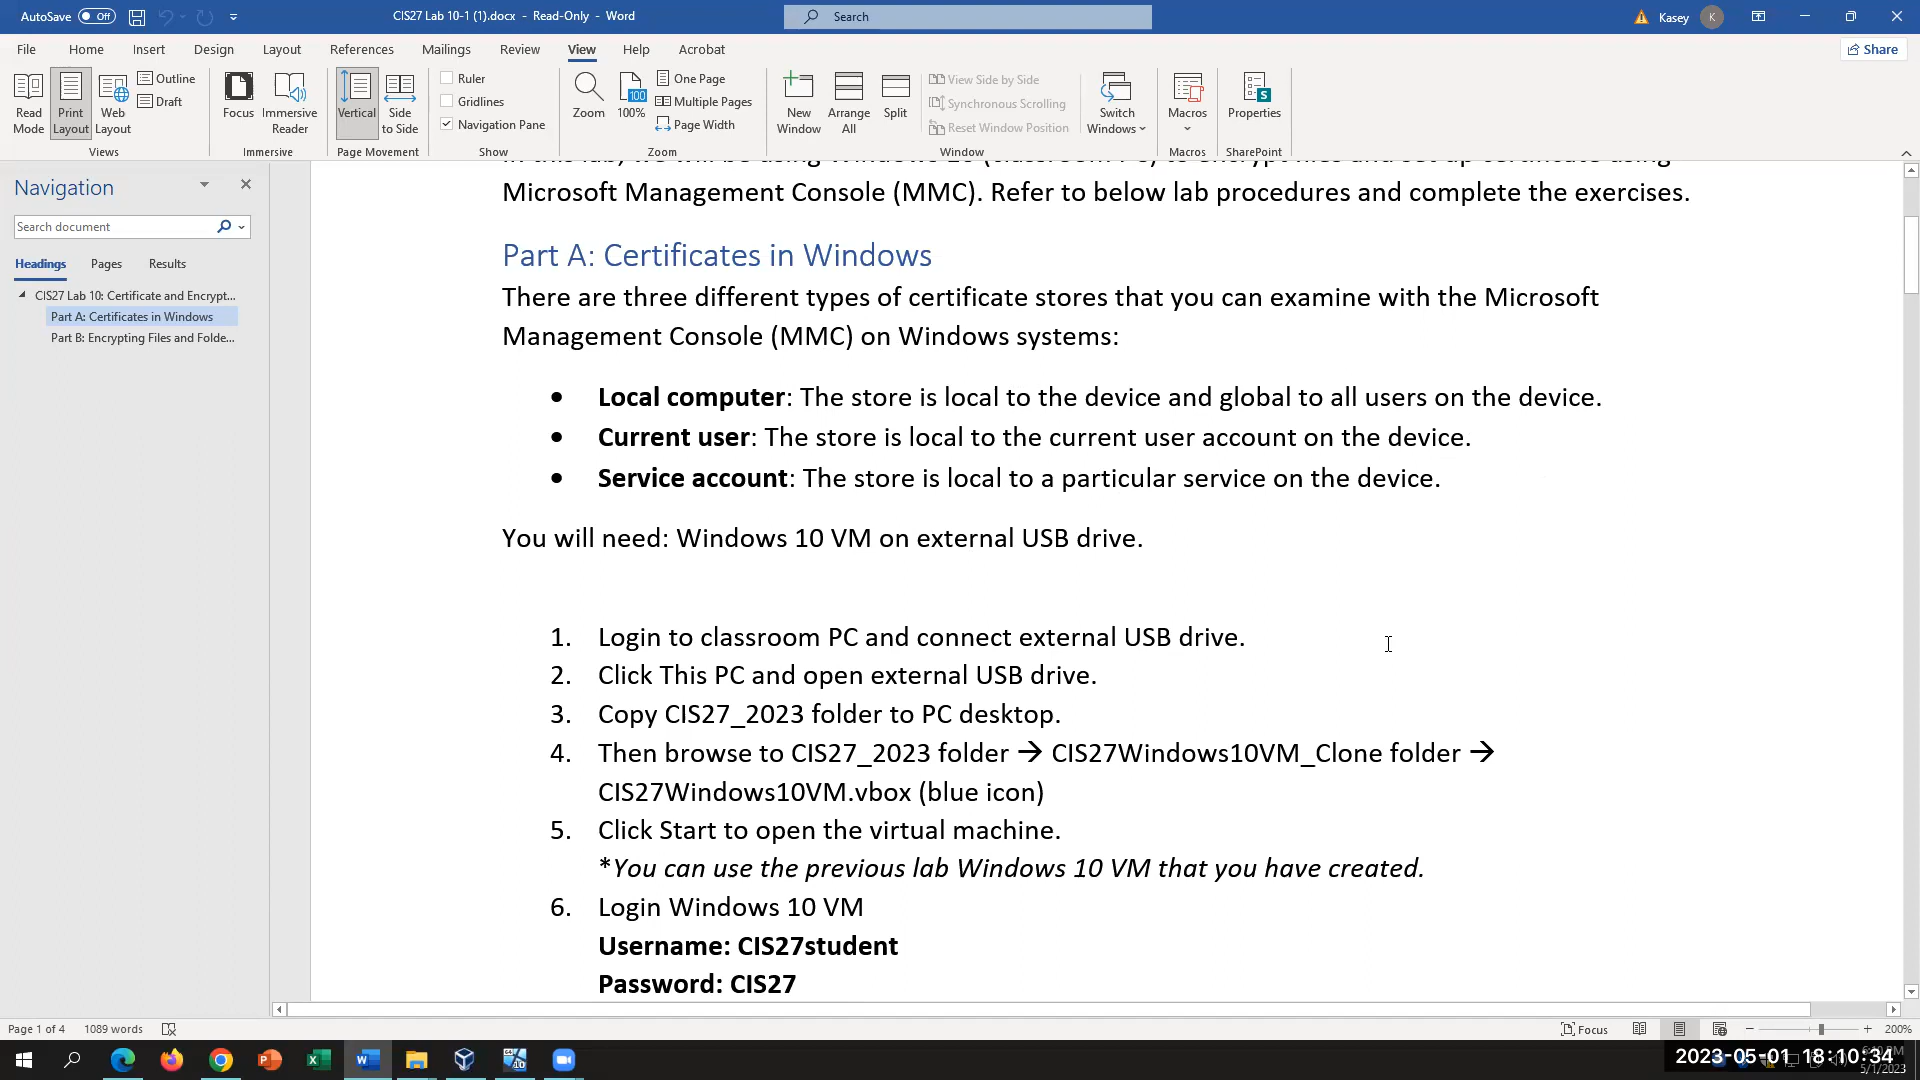 AutoSave Off CIS27 Lab 10-1 (1).docx - Read-Only - Word Search Kasey K
File Home Insert Design Layout References Mailings Review View Help Acrobat Share
Read Mode
Print Layout
Web Layout
Outline
Draft
Views
Focus
Immersive Reader
Immersive
Vertical
Side to Side
Page Movement
Ruler
Gridlines
Navigation Pane
Show
Zoom
100
100%
One Page
Multiple Pages
Page Width
Zoom
New Window
Arrange All
Split
View Side by Side
Synchronous Scrolling
Reset Window Position
Window
Switch Windows
Macros
Macros
Properties
SharePoint
Navigation
Search document
Headings Pages Results
CIS27 Lab 10: Certificate and Encrypt...
Part A: Certificates in Windows
Part B: Encrypting Files and Folde...
Microsoft Management Console (MMC). Refer to below lab procedures and complete the exercises.
Part A: Certificates in Windows
There are three different types of certificate stores that you can examine with the Microsoft
Management Console (MMC) on Windows systems:
• Local computer: The store is local to the device and global to all users on the device.
• Current user: The store is local to the current user account on the device.
• Service account: The store is local to a particular service on the device.
You will need: Windows 10 VM on external USB drive.
1. Login to classroom PC and connect external USB drive.
2. Click This PC and open external USB drive.
3. Copy CIS27_2023 folder to PC desktop.
4. Then browse to CIS27_2023 folder → CIS27Windows10VM_Clone folder →
CIS27Windows10VM.vbox (blue icon)
5. Click Start to open the virtual machine.
*You can use the previous lab Windows 10 VM that you have created.
6. Login Windows 10 VM
Username: CIS27student
Password: CIS27
Page 1 of 4 1089 words Focus 200%
2023-05-01 18:10:34
5/1/2023